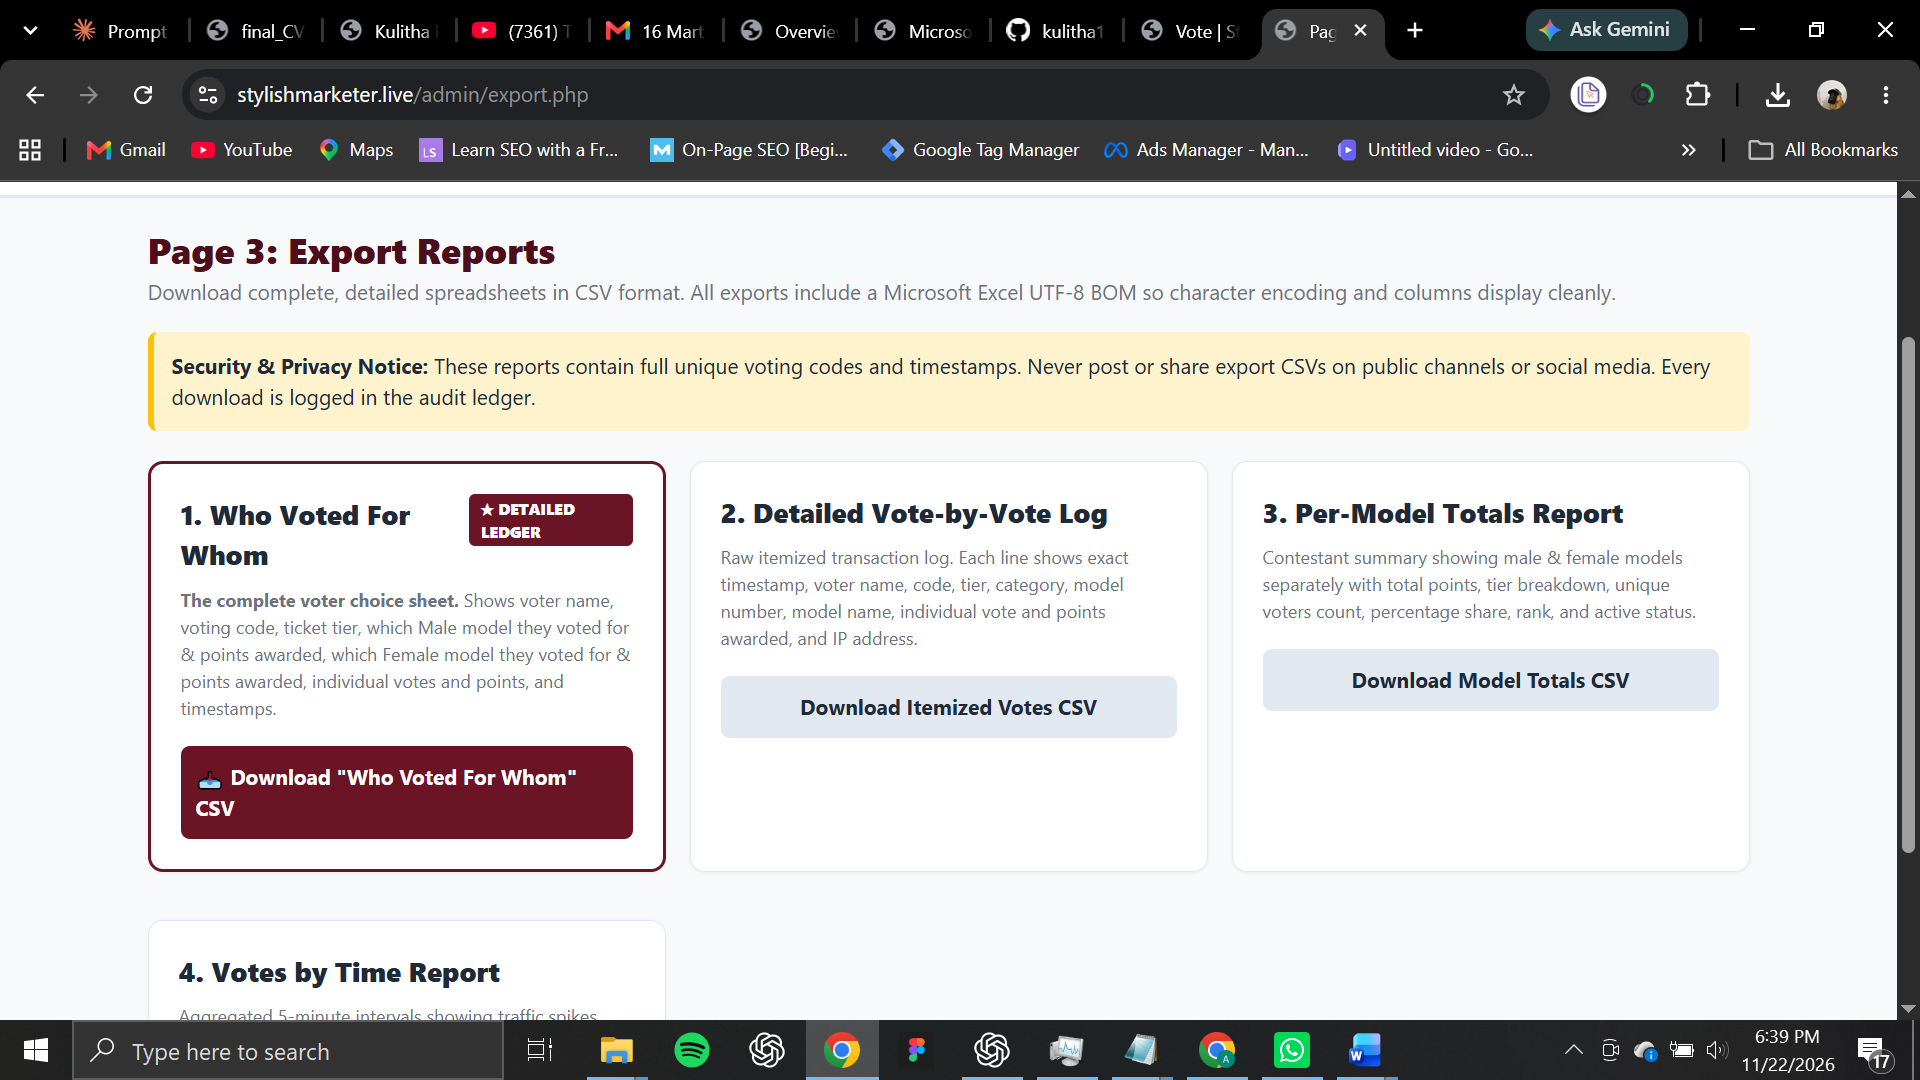 Prompt
final_CV
Kulitha
(7361) T
16 Mart
Overvie
Microso
kulitha1
Vote | St
Pag
Ask Gemini
stylishmarketer.live/admin/export.php
Gmail
YouTube
Maps
LS
Learn SEO with a Fr...
On-Page SEO [Begi...
Google Tag Manager
Ads Manager - Man...
Untitled video - Go...
All Bookmarks
Page 3: Export Reports
Download complete, detailed spreadsheets in CSV format. All exports include a Microsoft Excel UTF-8 BOM so character encoding and columns display cleanly.
Security & Privacy Notice: These reports contain full unique voting codes and timestamps. Never post or share export CSVs on public channels or social media. Every
download is logged in the audit ledger.
1. Who Voted For
Whom
★ DETAILED
LEDGER
The complete voter choice sheet. Shows voter name,
voting code, ticket tier, which Male model they voted for
& points awarded, which Female model they voted for &
points awarded, individual votes and points, and
timestamps.
Download "Who Voted For Whom"
CSV
2. Detailed Vote-by-Vote Log
Raw itemized transaction log. Each line shows exact
timestamp, voter name, code, tier, category, model
number, model name, individual vote and points
awarded, and IP address.
Download Itemized Votes CSV
3. Per-Model Totals Report
Contestant summary showing male & female models
separately with total points, tier breakdown, unique
voters count, percentage share, rank, and active status.
Download Model Totals CSV
4. Votes by Time Report
Aggregated 5-minute intervals showing traffic spikes
Type here to search
6:39 PM
11/22/2026
17